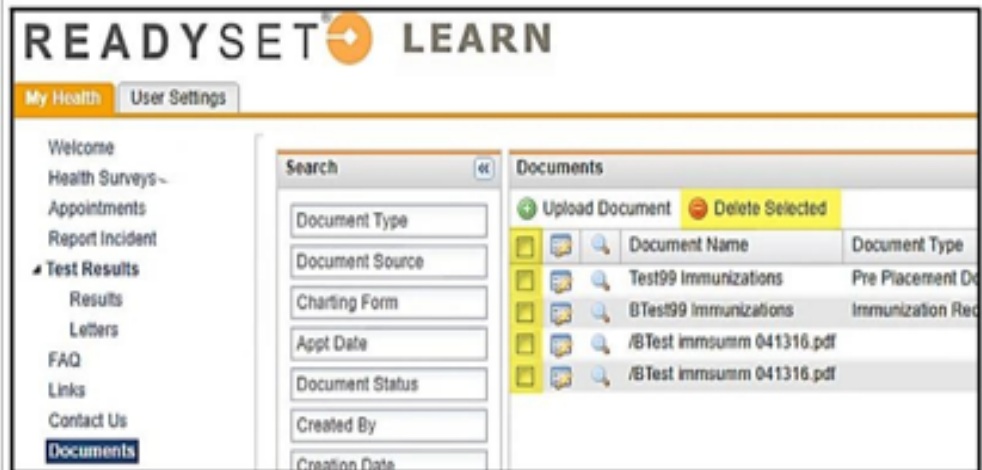 READYSET® LEARN
My Health
User Settings
Welcome
Health Surveys
Appointments
Report Incident
Test Results
Results
Letters
FAQ
Links
Contact Us
Documents
Search
Document Type
Document Source
Charting Form
Appt Date
Document Status
Created By
Creation Date
Documents
Upload Document
Delete Selected
Document Name Document Type
Test99 Immunizations Pre Placement
BTest99 Immunizations Immunization Rec
/BTest immsumm 041316.pdf
/BTest immsumm 041316.pdf